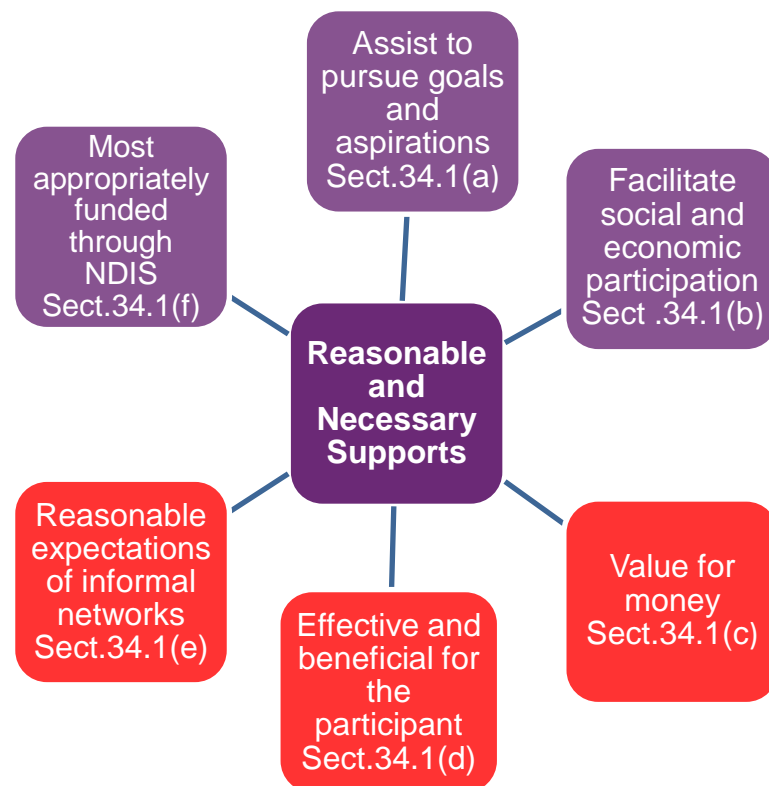 Assist to
pursue goals
and
aspirations
Sect.34.1(a)
Most
appropriately
funded
through
NDIS
Sect.34.1(f)
Facilitate
social and
economic
participation
Sect .34.1(b)
Reasonable
and
Necessary
Supports
Reasonable
expectations
of informal
networks
Sect.34.1(e)
Value for
money
Sect.34.1(c)
Effective and
beneficial for
the
participant
Sect.34.1(d)